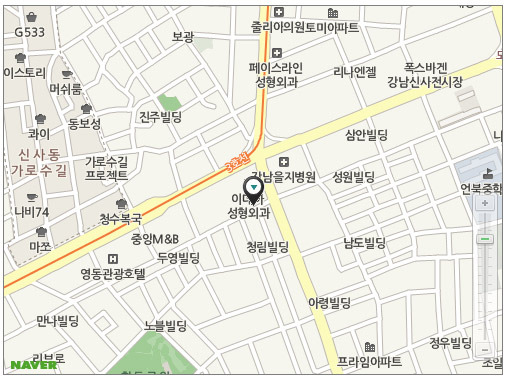 G533
보광
줄리아의원
토미아파트
이스토리
페이스라인
성형외과
리나엔젤
폭스바겐
강남신사전시장
머쉬룸
동보성
진주빌딩
콰이
신사동
가로수길
가로수길
프로젝트
3호선
삼안빌딩
강남을지병원
성원빌딩
언북중학
나비74
청수복국
성형외과
마쪼
중앙M&B
두영빌딩
청림빌딩
남도빌딩
영동관광호텔
아령빌딩
만나빌딩
노블빌딩
리브로
프라임아파트
정우빌딩
조일
NAVER